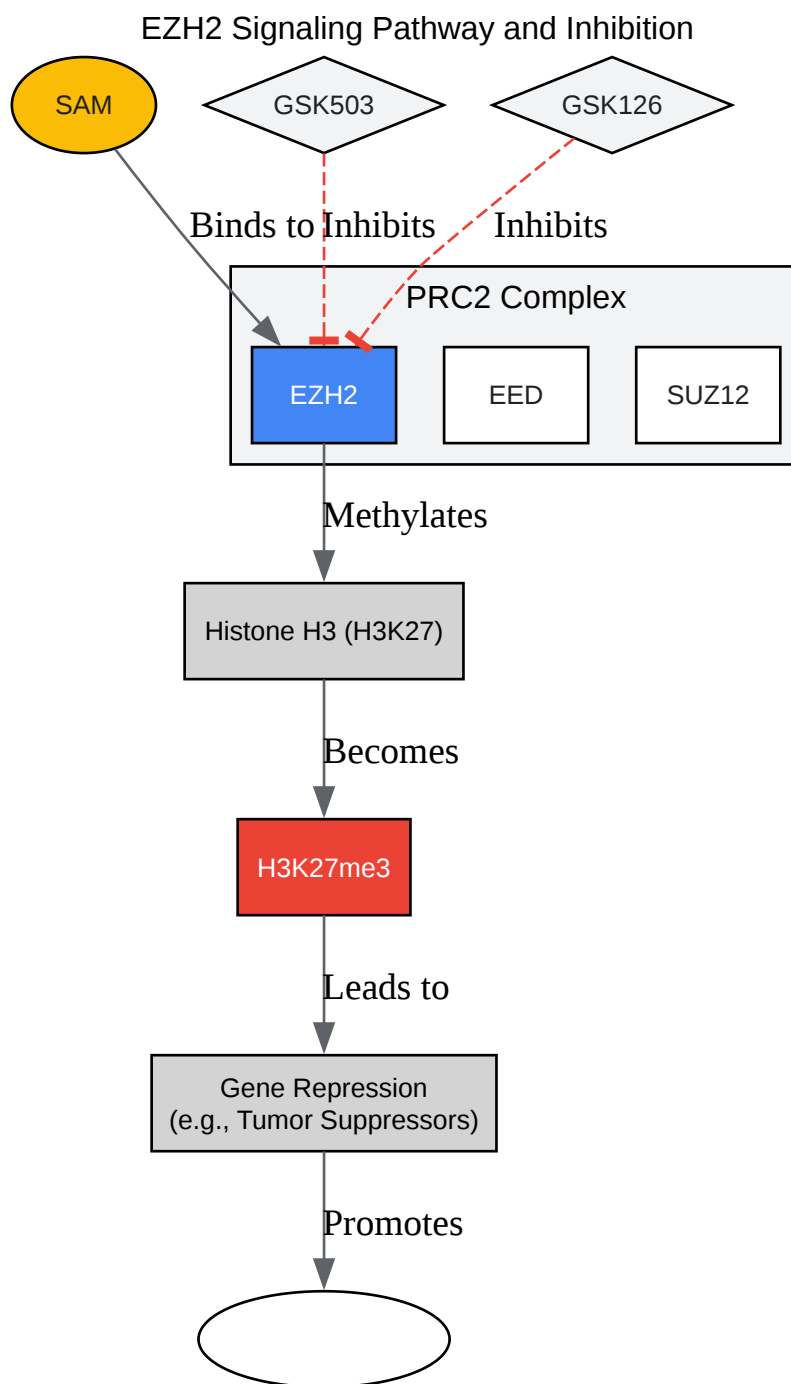 EZH2 Signaling Pathway and Inhibition
SAM
GSK503
GSK126
Binds to
Inhibits
Inhibits
PRC2 Complex
EZH2
EED
SUZ12
Methylates
Histone H3 (H3K27)
Becomes
H3K27me3
Leads to
Gene Repression
(e.g., Tumor Suppressors)
Promotes